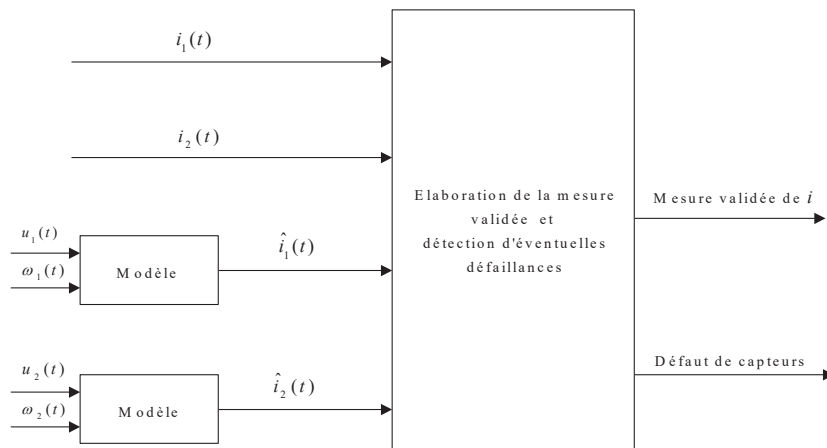 i₁(t)
i₂(t)
Elaboration de la mesure
validée et
détection d'éventuelles
défaillances
Mesure validée de i
u₁(t)
ω₁(t)
Modèle
î₁(t)
Défaut de capteurs
u₂(t)
ω₂(t)
Modèle
î₂(t)